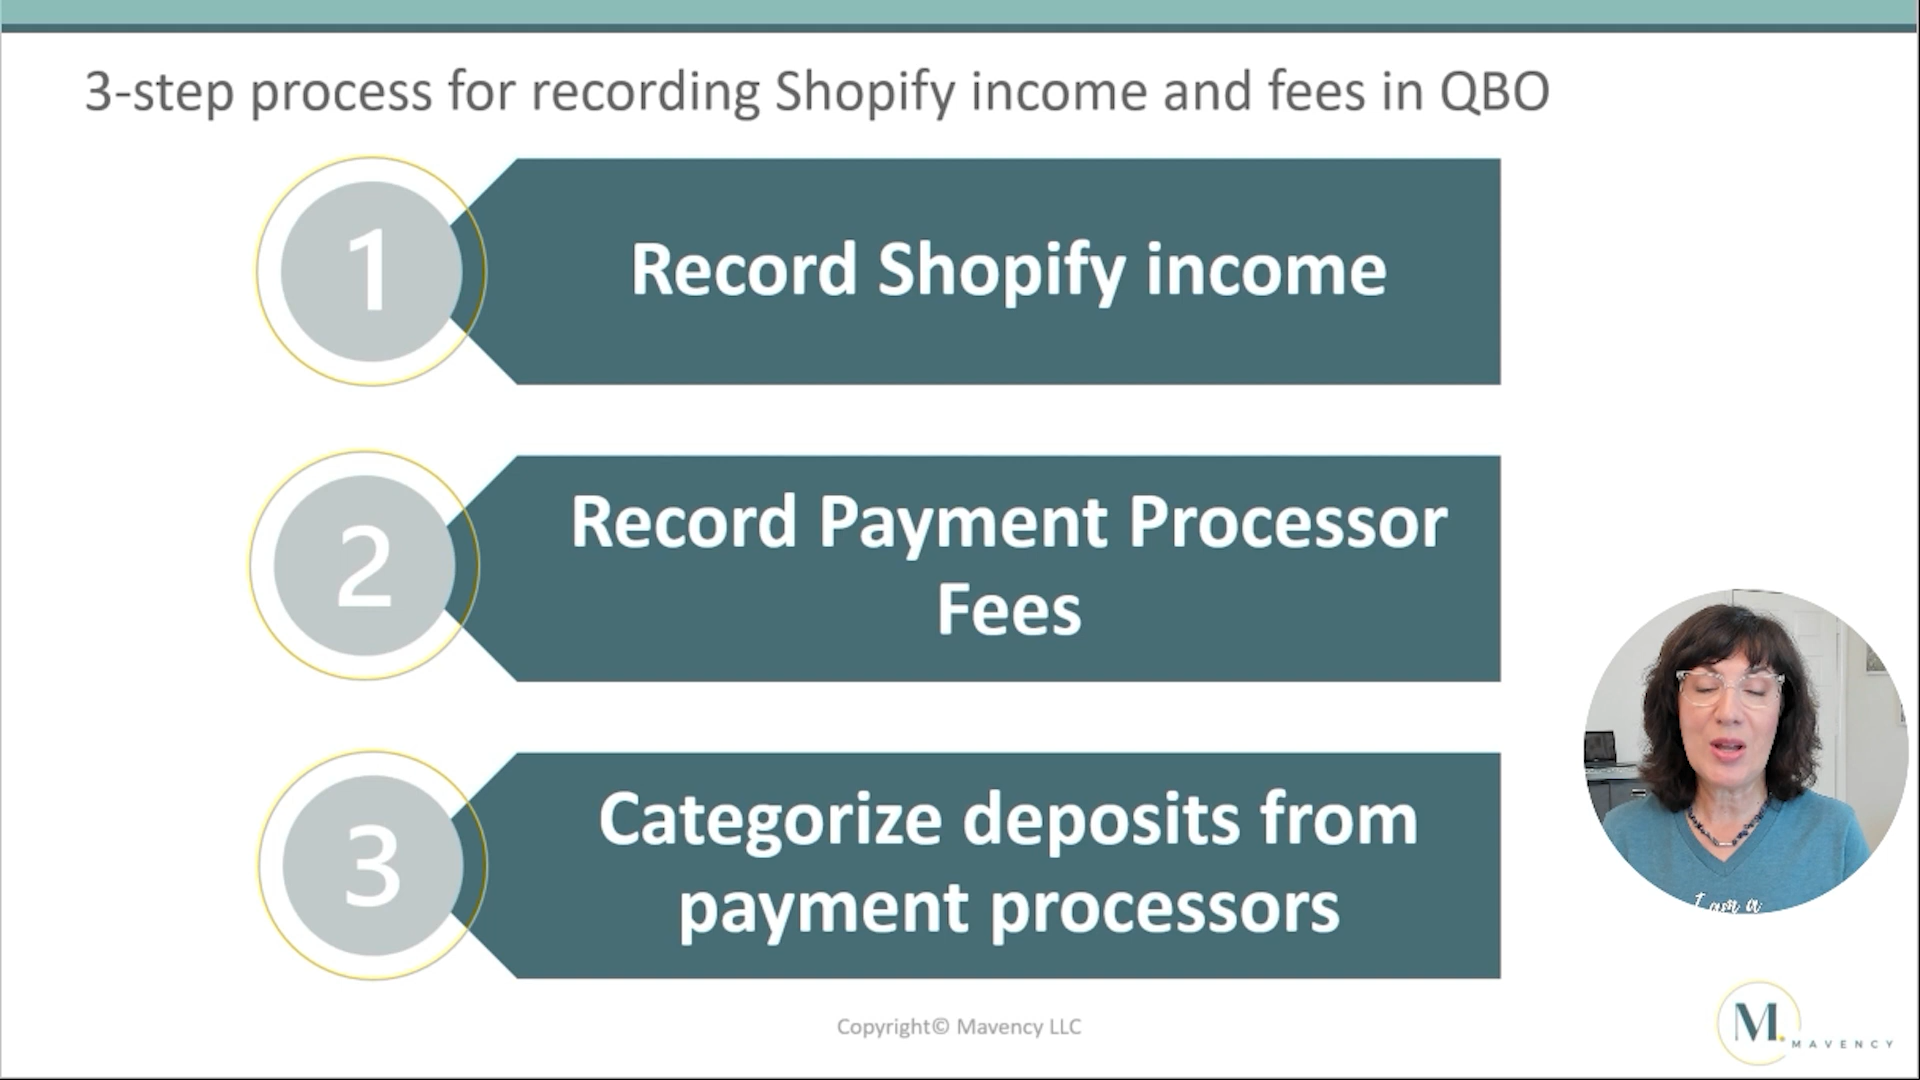 3-step process for recording Shopify income and fees in QBO
1
Record Shopify income
2
Record Payment Processor
Fees
3
Categorize deposits from
payment processors
I am a
Copyright© Mavency LLC
M.
MAVENCY